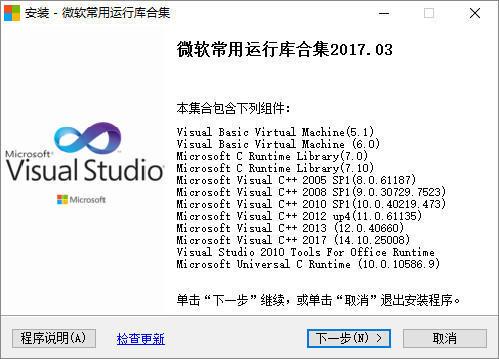 安装 - 微软常用运行库合集
微软常用运行库合集2017.03
本集合包含下列组件:
Microsoft®
Visual Studio
Microsoft
Visual Basic Virtual Machine(5.1)
Visual Basic Virtual Machine (6.0)
Microsoft C Runtime Library(7.0)
Microsoft C Runtime Library(7.10)
Microsoft Visual C++ 2005 SP1(8.0.61187)
Microsoft Visual C++ 2008 SP1(9.0.30729.7523)
Microsoft Visual C++ 2010 SP1(10.0.40219.473)
Microsoft Visual C++ 2012 up4(11.0.61135)
Microsoft Visual C++ 2013 (12.0.40660)
Microsoft Visual C++ 2017 (14.10.25008)
Visual Studio 2010 Tools For Office Runtime
Microsoft Universal C Runtime (10.0.10586.9)
单击“下一步”继续，或单击“取消”退出安装程序。
程序说明(A) 检查更新 下一步(N) > 取消